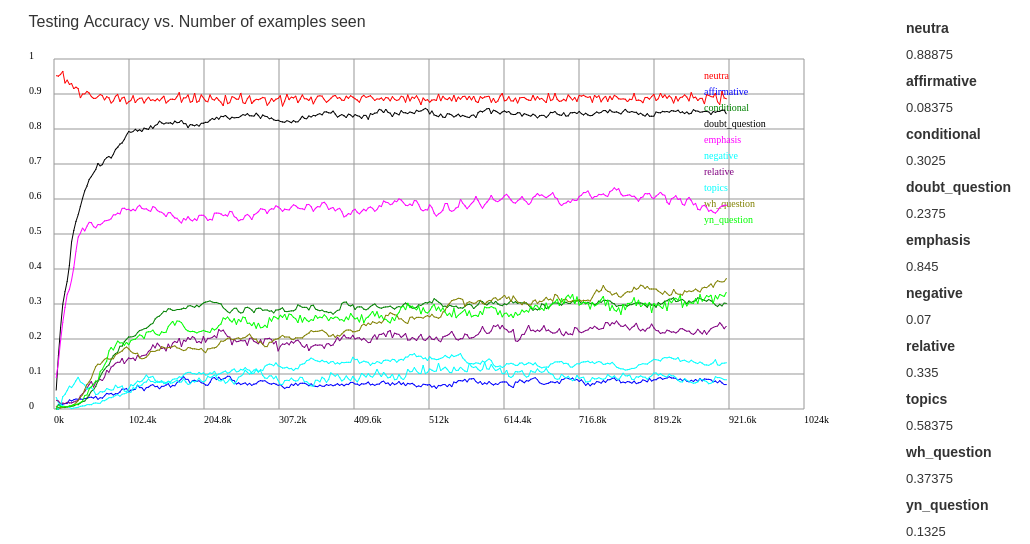 Testing Accuracy vs. Number of examples seen
1
0.9
0.8
0.7
0.6
0.5
0.4
0.3
0.2
0.1
0
0k 102.4k 204.8k 307.2k 409.6k 512k 614.4k 716.8k 819.2k 921.6k 1024k
neutra
affirmative
conditional
doubt_question
emphasis
negative
relative
topics
wh_question
yn_question
neutra
0.88875
affirmative
0.08375
conditional
0.3025
doubt_question
0.2375
emphasis
0.845
negative
0.07
relative
0.335
topics
0.58375
wh_question
0.37375
yn_question
0.1325